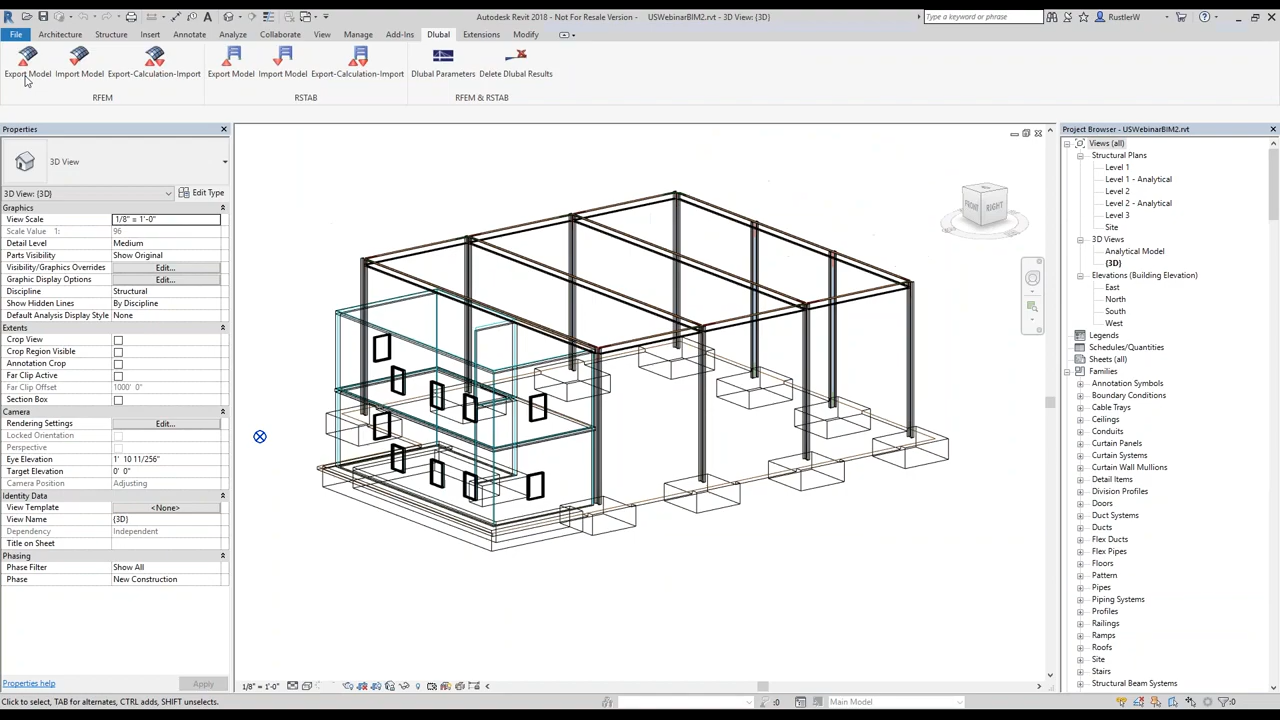 Autodesk Revit 2018 - Not For Resale Version - USWebinarBIM2.rvt - 3D View: {3D}
Type a keyword or phrase
RustlerW
File Architecture Structure Insert Annotate Analyze Collaborate View Manage Add-Ins Dlubal Extensions Modify
Export Model Import Model Export-Calculation-Import Export Model Import Model Export-Calculation-Import Dlubal Parameters Delete Dlubal Results
RFEM RSTAB RFEM & RSTAB
Properties
3D View
3D View: {3D} Edit Type
Graphics
View Scale 1/8" = 1'-0"
Scale Value 1: 96
Detail Level Medium
Parts Visibility Show Original
Visibility/Graphics Overrides Edit...
Graphic Display Options Edit...
Discipline Structural
Show Hidden Lines By Discipline
Default Analysis Display Style None
Extents
Crop View
Crop Region Visible
Annotation Crop
Far Clip Active
Far Clip Offset 1000' 0"
Section Box
Camera
Rendering Settings Edit...
Locked Orientation
Perspective
Eye Elevation 1' 10 11/256"
Target Elevation 0' 0"
Camera Position Adjusting
Identity Data
View Template <None>
View Name {3D}
Dependency Independent
Title on Sheet
Phasing
Phase Filter Show All
Phase New Construction
Properties help Apply
FRONT RIGHT
1/8" = 1'-0"
Project Browser - USWebinarBIM2.rvt
Views (all)
Structural Plans
Level 1
Level 1 - Analytical
Level 2
Level 2 - Analytical
Level 3
Site
3D Views
Analytical Model
{3D}
Elevations (Building Elevation)
East
North
South
West
Legends
Schedules/Quantities
Sheets (all)
Families
Annotation Symbols
Boundary Conditions
Cable Trays
Ceilings
Conduits
Curtain Panels
Curtain Systems
Curtain Wall Mullions
Detail Items
Division Profiles
Doors
Duct Systems
Ducts
Flex Ducts
Flex Pipes
Floors
Pattern
Pipes
Piping Systems
Profiles
Railings
Ramps
Roofs
Site
Stairs
Structural Beam Systems
Click to select, TAB for alternates, CTRL adds, SHIFT unselects. :0 Main Model :0